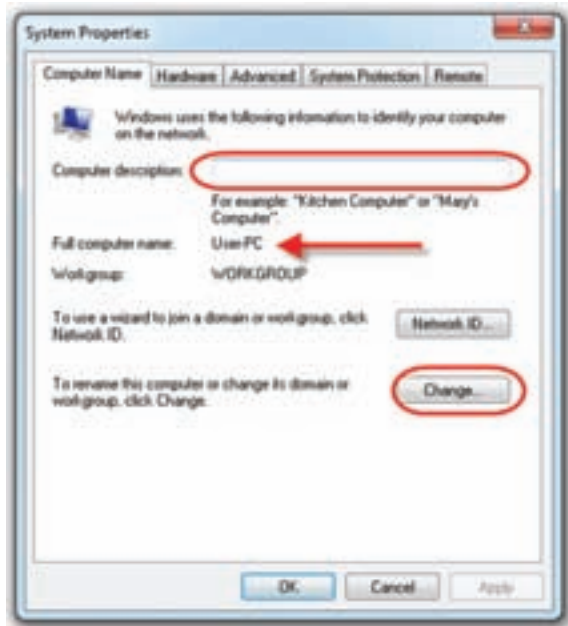 System Properties
Computer Name Hardware Advanced System Protection Remote
Windows uses the following information to identify your computer
on the network.
Computer description:
For example: "Kitchen Computer" or "Mary's
Computer".
Full computer name: User-PC
Workgroup: WORKGROUP
To use a wizard to join a domain or workgroup, click
Network ID.
Network ID...
To rename this computer or change its domain or
workgroup, click Change.
Change...
OK Cancel Apply